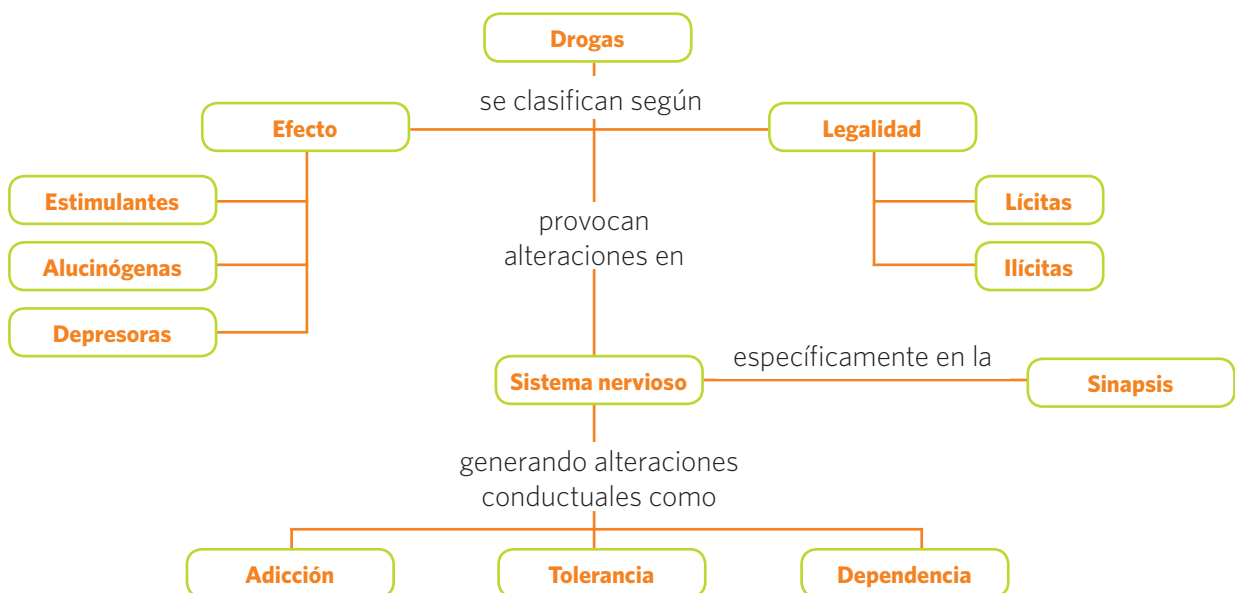 Drogas
se clasifican según
Efecto
Legalidad
Estimulantes
Lícitas
provocan
alteraciones en
Alucinógenas
Ilícitas
Depresoras
específicamente en la
Sistema nervioso
Sinapsis
generando alteraciones
conductuales como
Adicción
Tolerancia
Dependencia